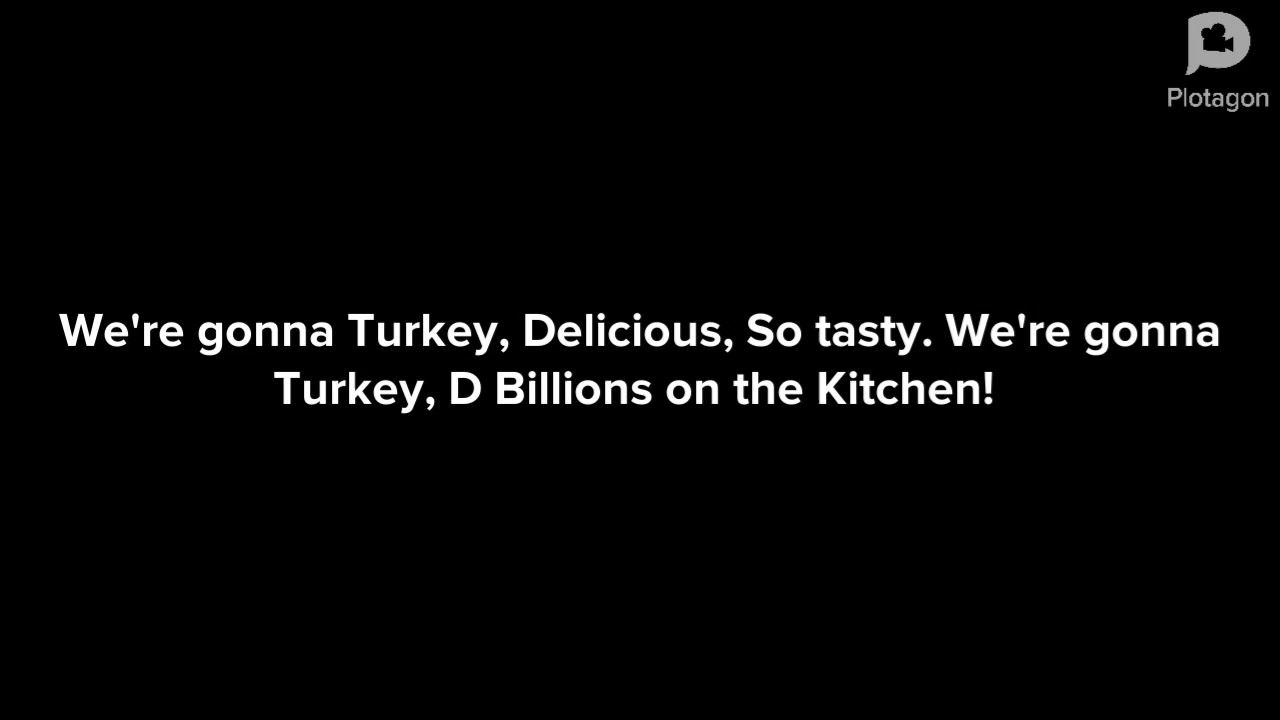 Plotagon
We're gonna Turkey, Delicious, So tasty. We're gonna
Turkey, D Billions on the Kitchen!